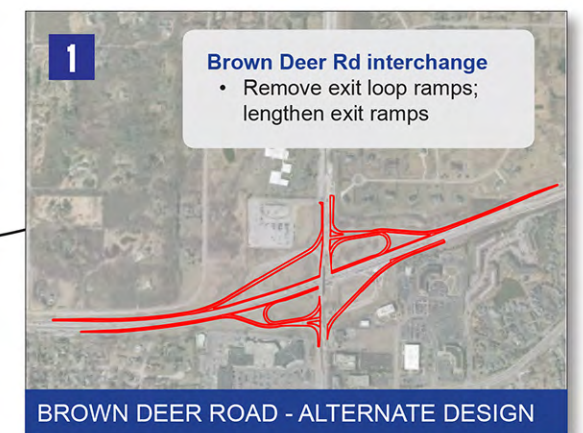 1
Brown Deer Rd interchange
• Remove exit loop ramps;
lengthen exit ramps
BROWN DEER ROAD - ALTERNATE DESIGN